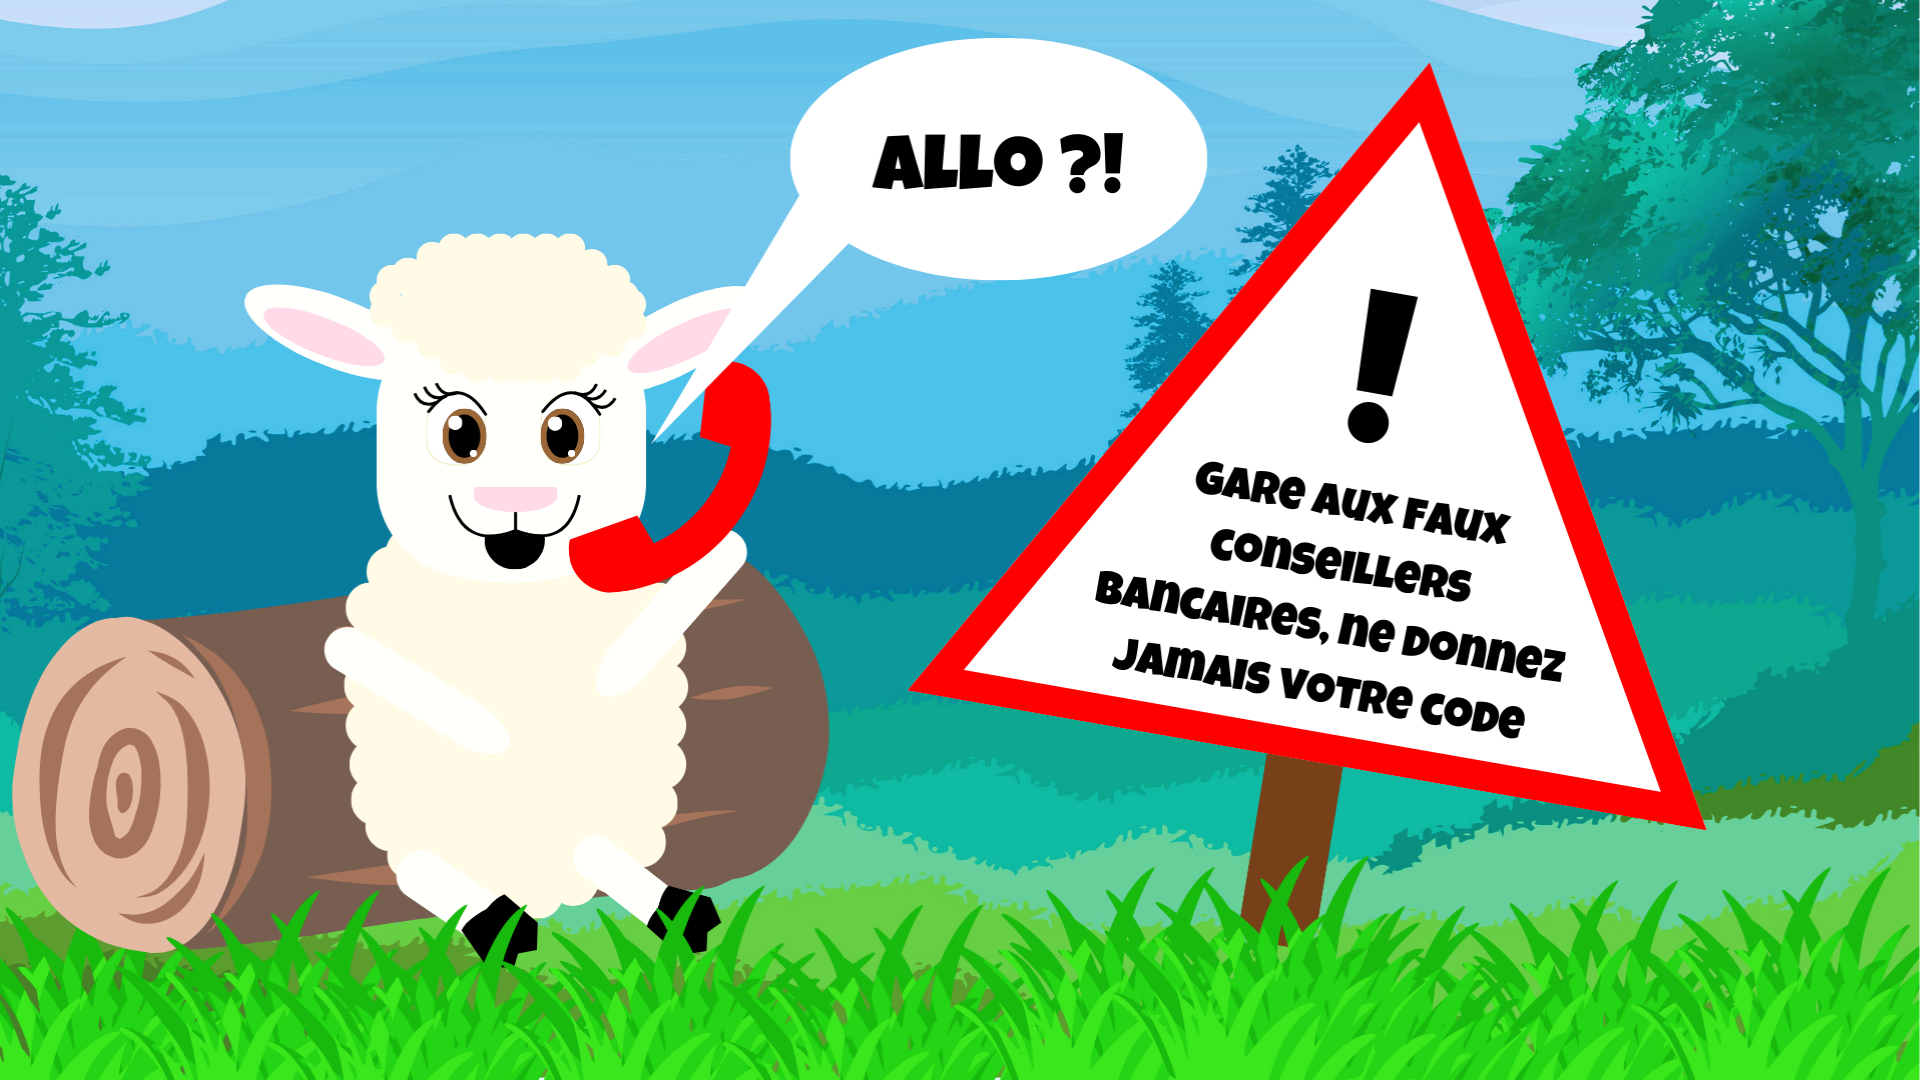 ALLO ?!
!
GARE AUX FAUX
CONSEILLERS
BANCAIRES, NE DONNEZ
JAMAIS VOTRE CODE